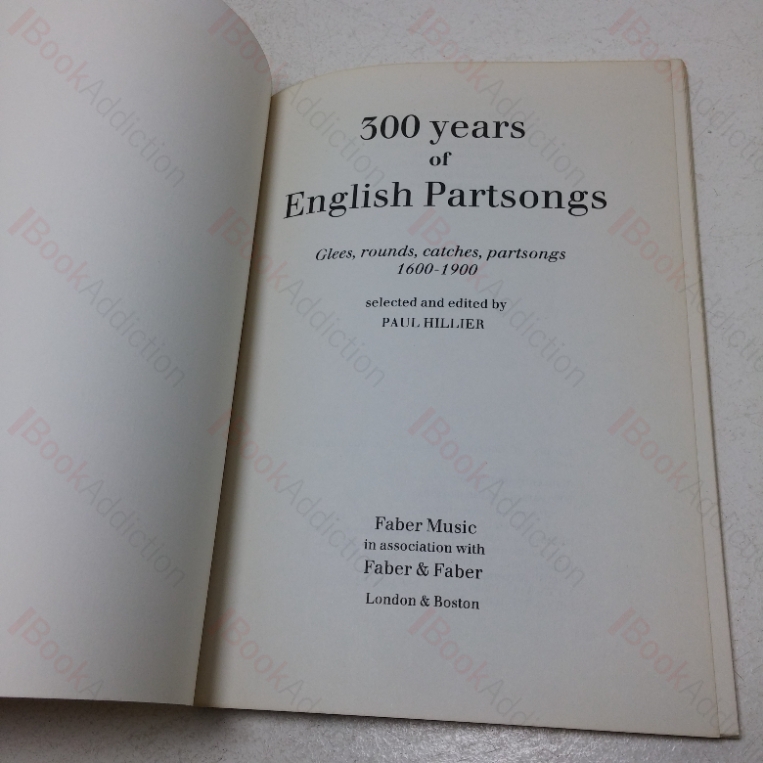 300 years
of
English Partsongs
Glees, rounds, catches, partsongs
1600-1900
selected and edited by
PAUL HILLIER
Faber Music
in association with
Faber & Faber
London & Boston
BookAddiction